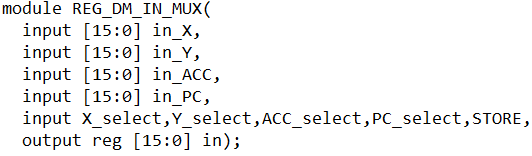 module REG_DM_IN_MUX(
  input [15:0] in_X,
  input [15:0] in_Y,
  input [15:0] in_ACC,
  input [15:0] in_PC,
  input X_select,Y_select,ACC_select,PC_select,STORE,
  output reg [15:0] in);